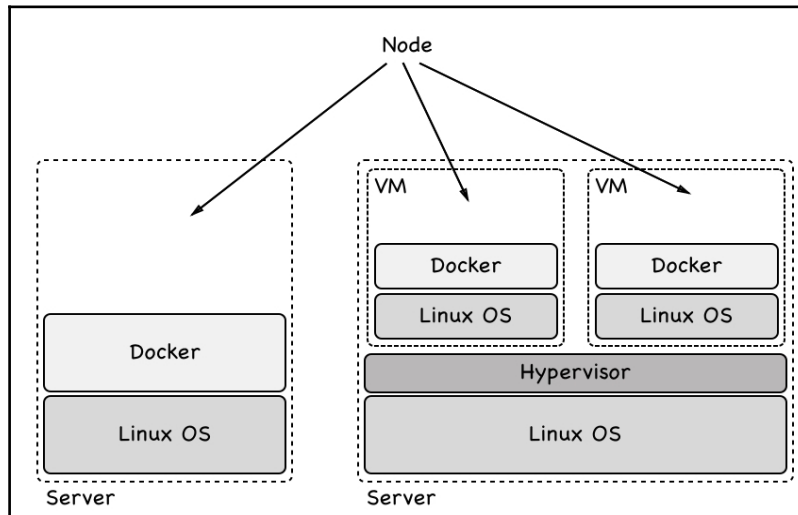 Node
VM
VM
Docker
Docker
Linux OS
Linux OS
Docker
Hypervisor
Linux OS
Linux OS
Server
Server